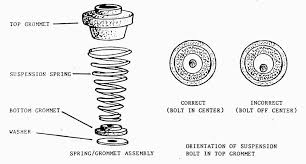 TOP GROMMET
SUSPENSION SPRING
BOTTOM GROMMET
WASHER
SPRING/GROMMET ASSEMBLY
CORRECT
(BOLT IN CENTER)
INCORRECT
(BOLT OFF CENTER)
ORIENTATION OF SUSPENSION
BOLT IN TOP GROMMET